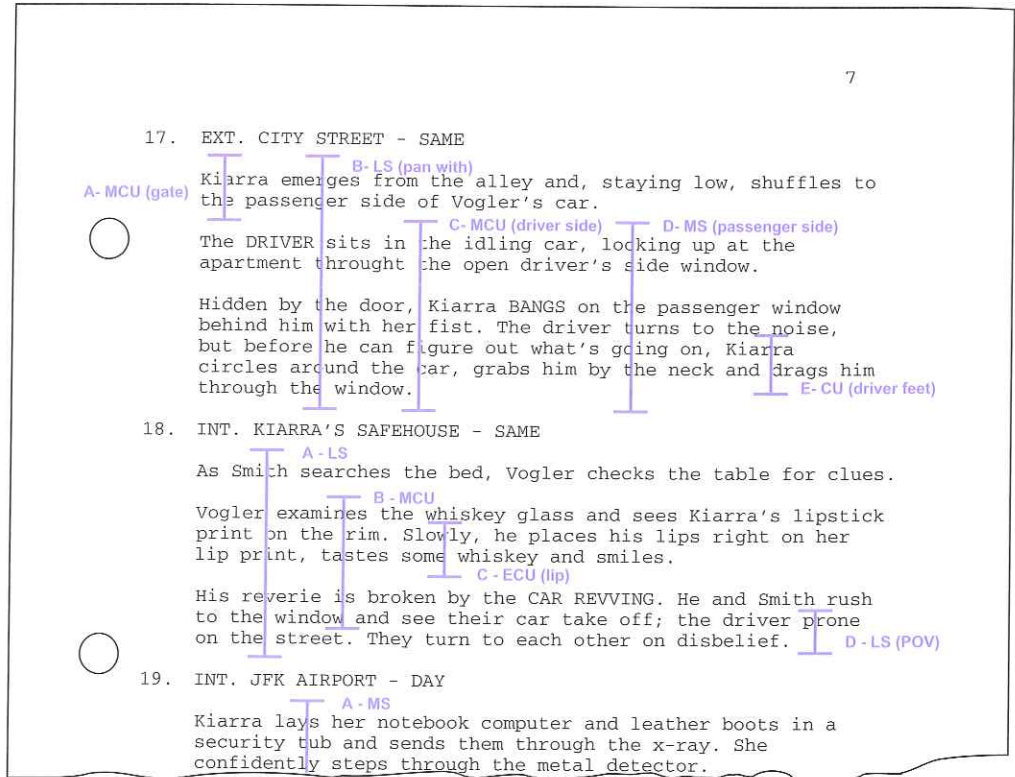 7
17. EXT. CITY STREET - SAME
B- LS (pan with)
Kiarra emerges from the alley and, staying low, shuffles to
A- MCU (gate)
the passenger side of Vogler's car.
C- MCU (driver side)
D- MS (passenger side)
The DRIVER sits in the idling car, looking up at the
apartment throught the open driver's side window.
Hidden by the door, Kiarra BANGS on the passenger window
behind him with her fist. The driver turns to the noise,
but before he can figure out what's going on, Kiarra
circles around the car, grabs him by the neck and drags him
through the window.
E- CU (driver feet)
18. INT. KIARRA'S SAFEHOUSE - SAME
A - LS
As Smith searches the bed, Vogler checks the table for clues.
B - MCU
Vogler examines the whiskey glass and sees Kiarra's lipstick
print on the rim. Slowly, he places his lips right on her
lip print, tastes some whiskey and smiles.
C - ECU (lip)
His reverie is broken by the CAR REVVING. He and Smith rush
to the window and see their car take off; the driver prone
on the street. They turn to each other on disbelief.
D - LS (POV)
19. INT. JFK AIRPORT - DAY
A - MS
Kiarra lays her notebook computer and leather boots in a
security tub and sends them through the x-ray. She
confidently steps through the metal detector.